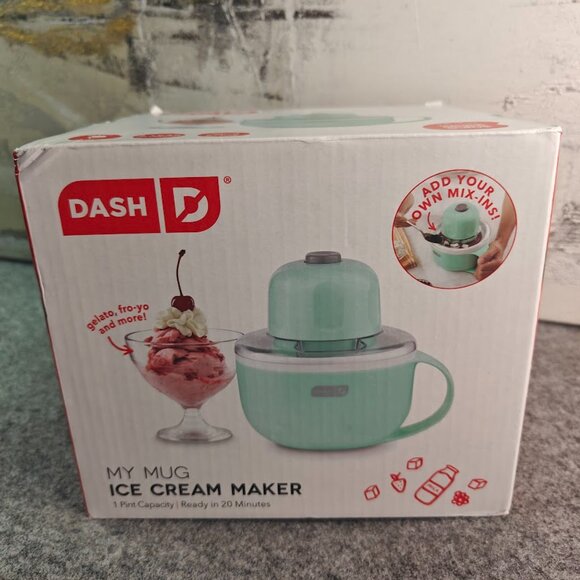 DASH
®
ADD YOUR
OWN MIX-INS!
gelato, fro-yo
and more!
DASH
MY MUG
ICE CREAM MAKER
1 Pint Capacity | Ready in 20 Minutes